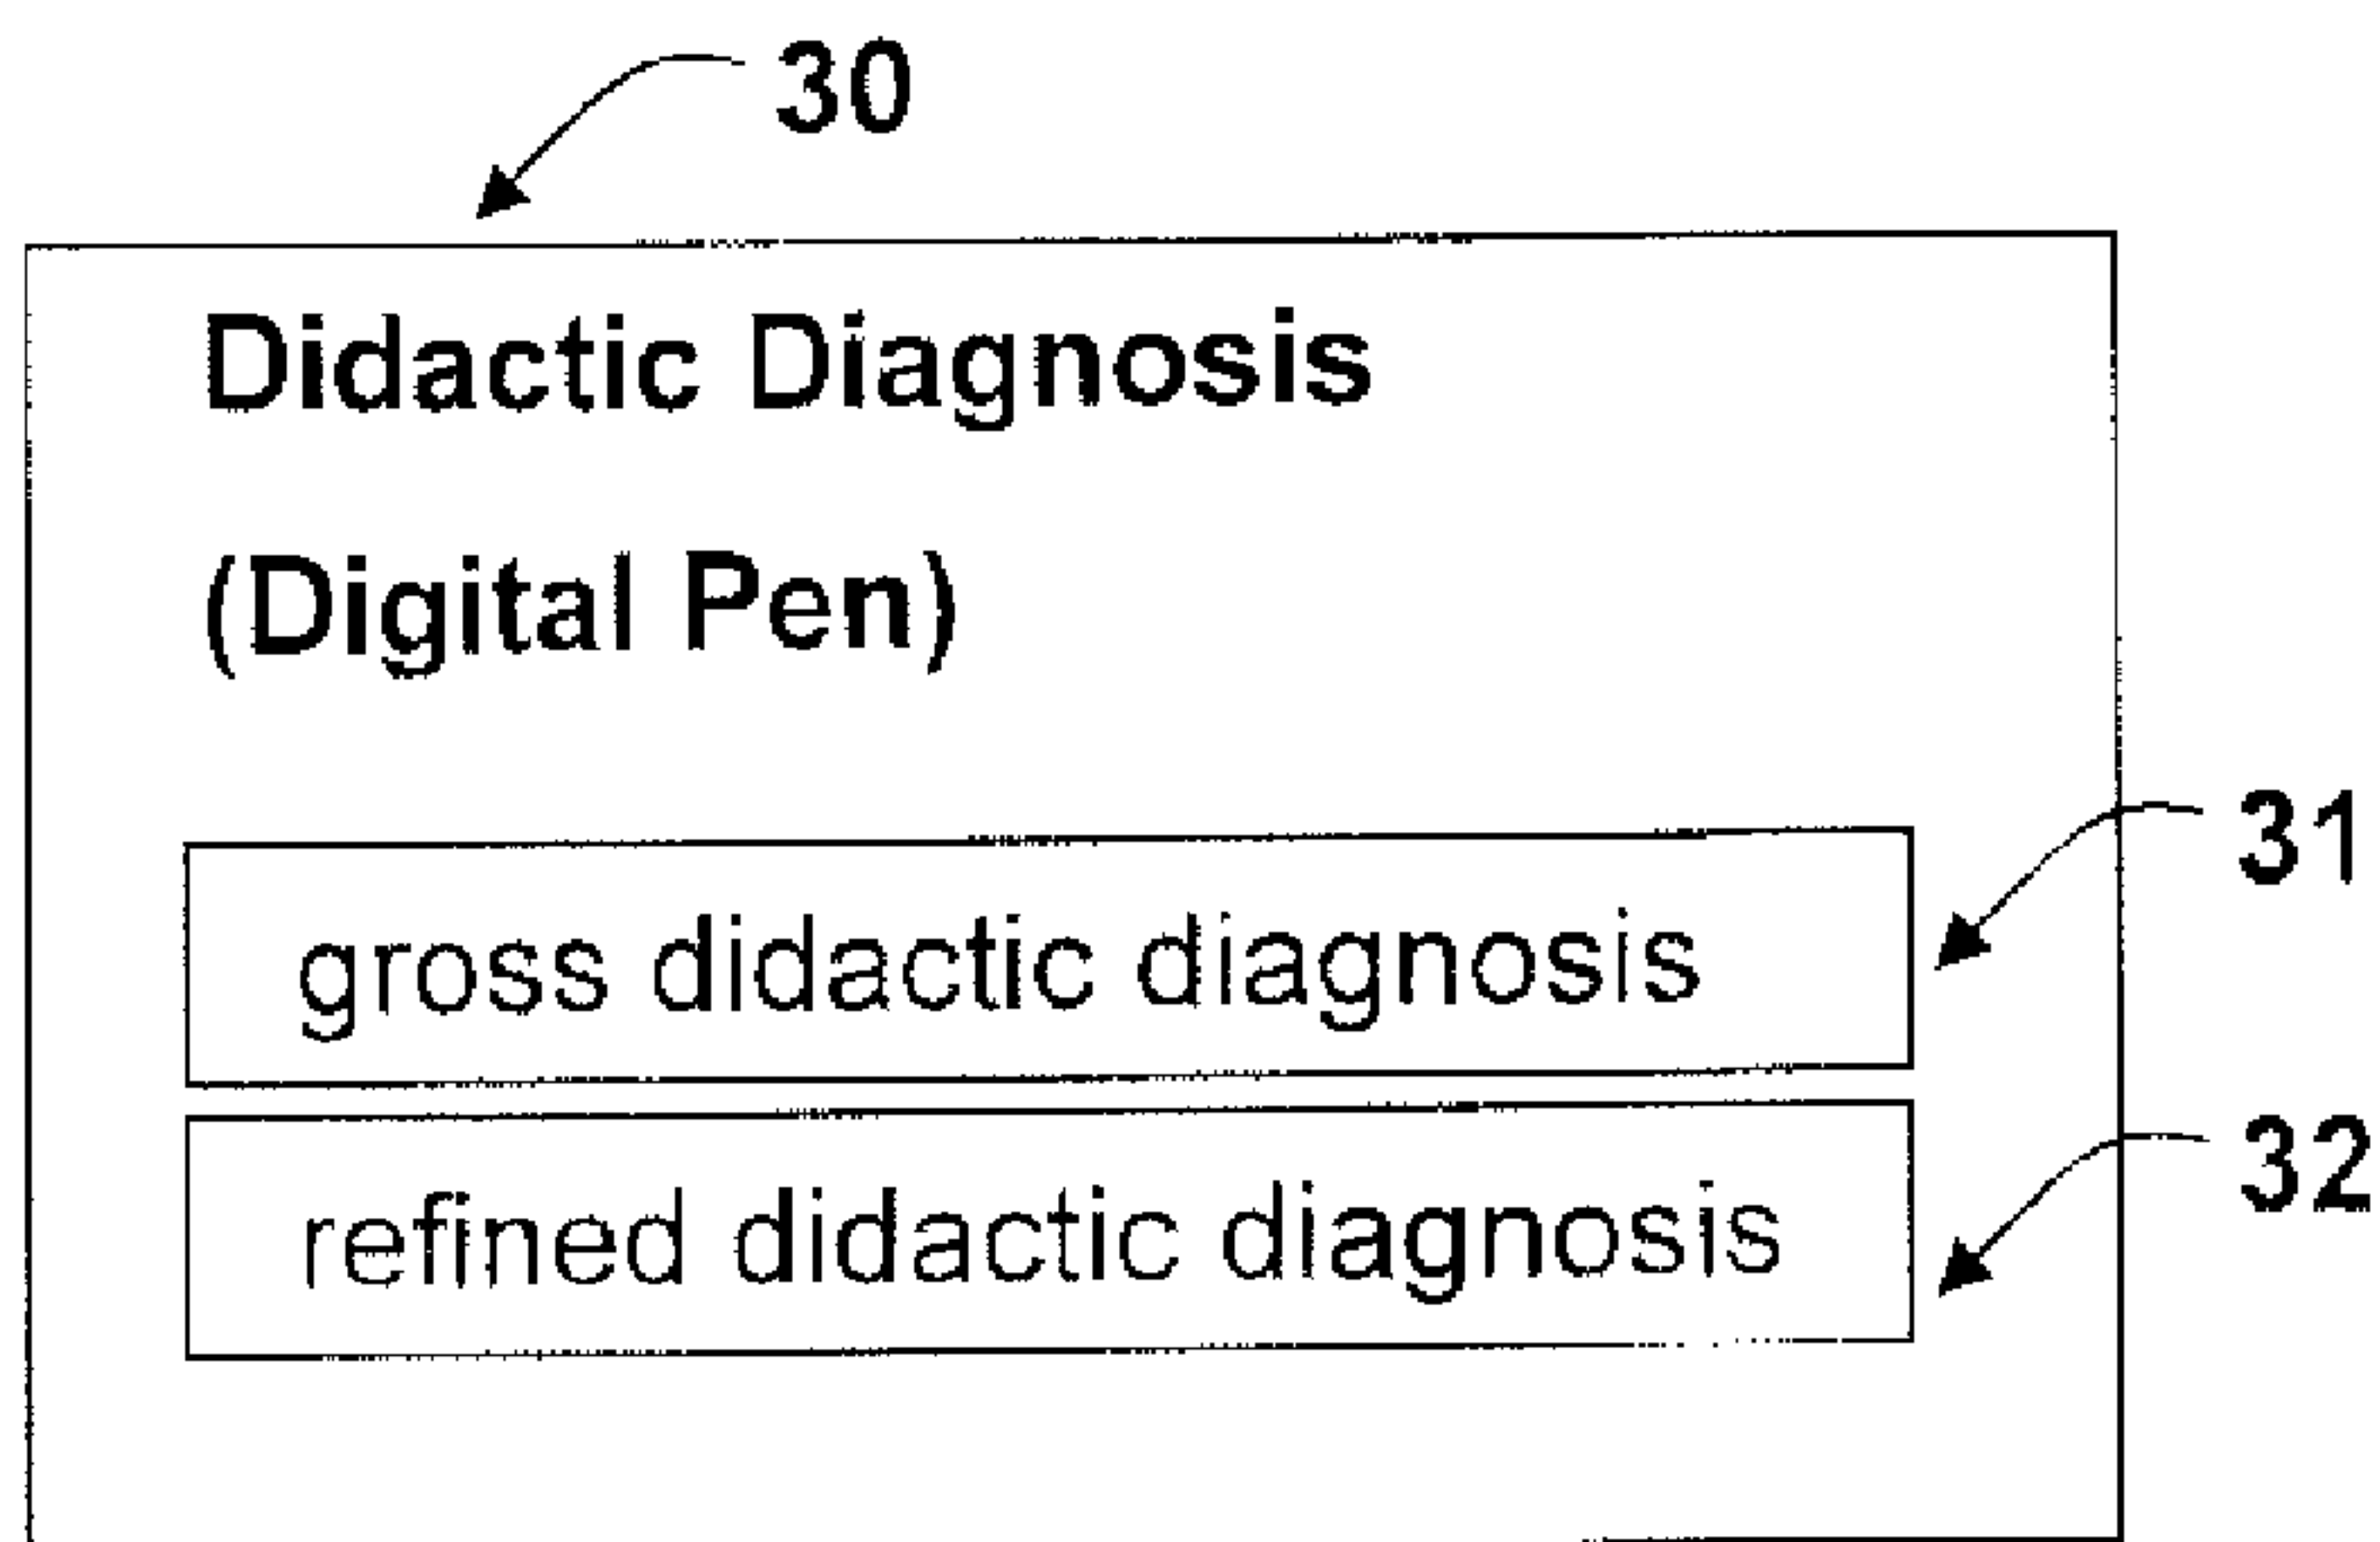 30
Didactic Diagnosis
(Digital Pen)
31
gross didactic diagnosis
32
refined didactic diagnosis